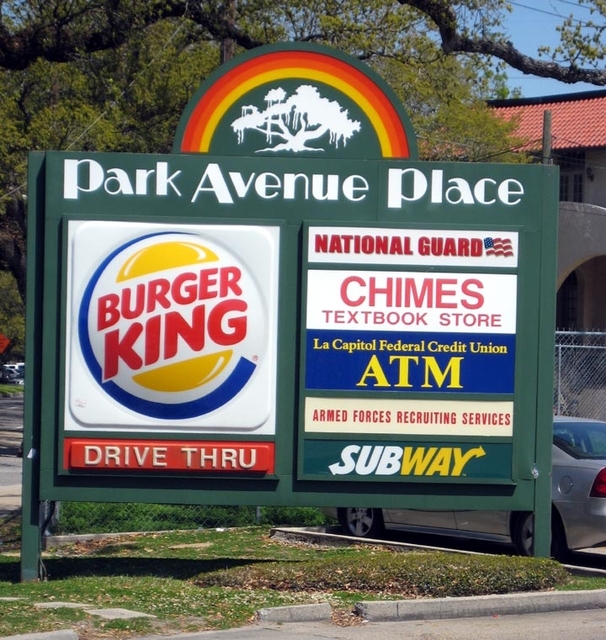 Park Avenue Place
BURGER
KING
®
DRIVE THRU
NATIONAL GUARD
CHIMES
TEXTBOOK STORE
La Capitol Federal Credit Union
ATM
ARMED FORCES RECRUITING SERVICES
SUBWAY